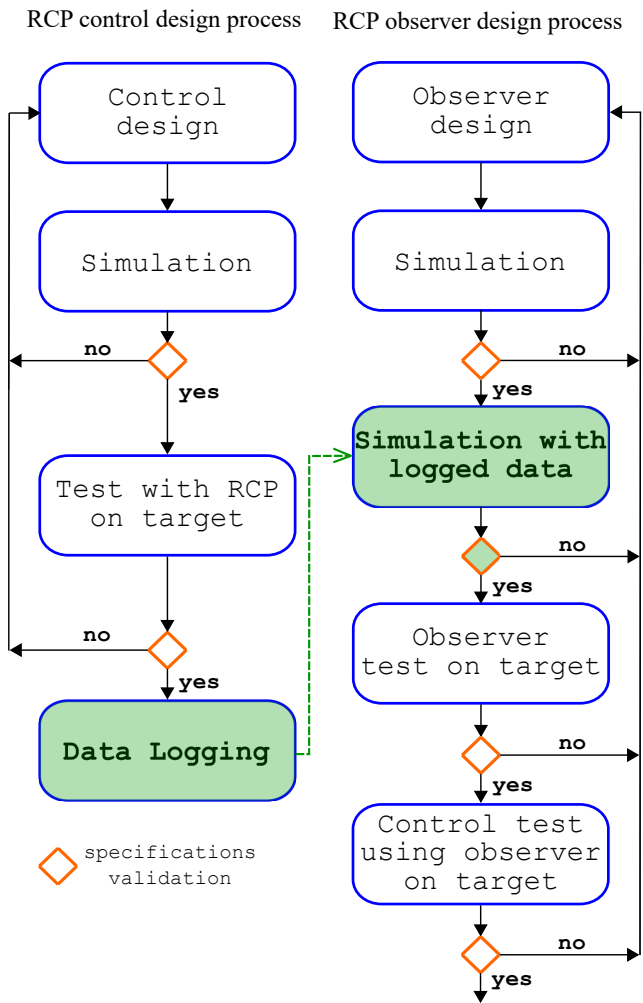 RCP control design process
Control
design
Simulation
no
yes
Test with RCP
on target
no
yes
Data Logging
specifications
validation
RCP observer design process
Observer
design
Simulation
no
yes
Simulation with
logged data
no
yes
Observer
test on target
no
yes
Control test
using observer
on target
no
yes